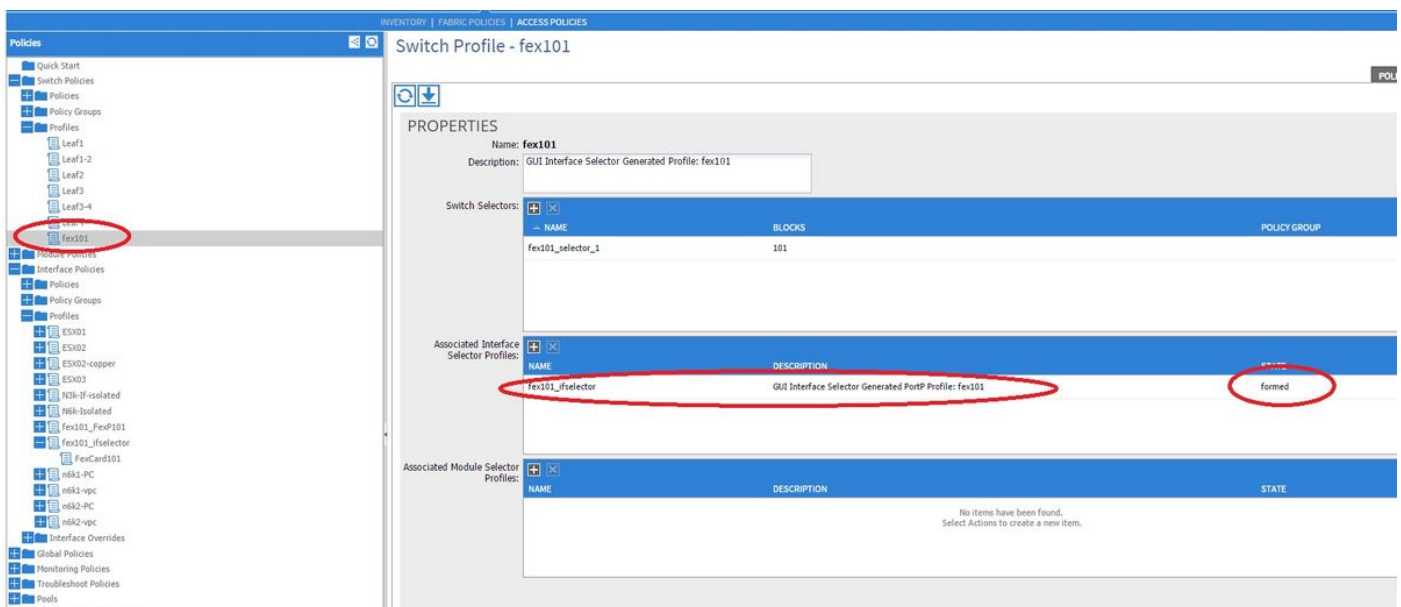 INVENTORY | FABRIC POLICIES | ACCESS POLICIES
Policies
Quick Start
Switch Policies
Policies
Policy Groups
Profiles
Leaf1
Leaf1-2
Leaf2
Leaf3
Leaf3-4
Leaf4
fex101
Module Policies
Interface Policies
Policies
Policy Groups
Profiles
ESX01
ESX02
ESX02-copper
ESX03
N3k-If-isolated
N6k-Isolated
fex101_FexP101
fex101_ifselector
FexCard101
n6k1-PC
n6k1-vpc
n6k2-PC
n6k2-vpc
Interface Overrides
Global Policies
Monitoring Policies
Troubleshoot Policies
Pools
Switch Profile - fex101
POLI
PROPERTIES
Name: fex101
Description: GUI Interface Selector Generated Profile: fex101
Switch Selectors:
NAME BLOCKS POLICY GROUP
fex101_selector_1 101
Associated Interface
Selector Profiles:
NAME DESCRIPTION STATE
fex101_ifselector GUI Interface Selector Generated PortP Profile: fex101 formed
Associated Module Selector
Profiles:
NAME DESCRIPTION STATE
No items have been found.
Select Actions to create a new item.